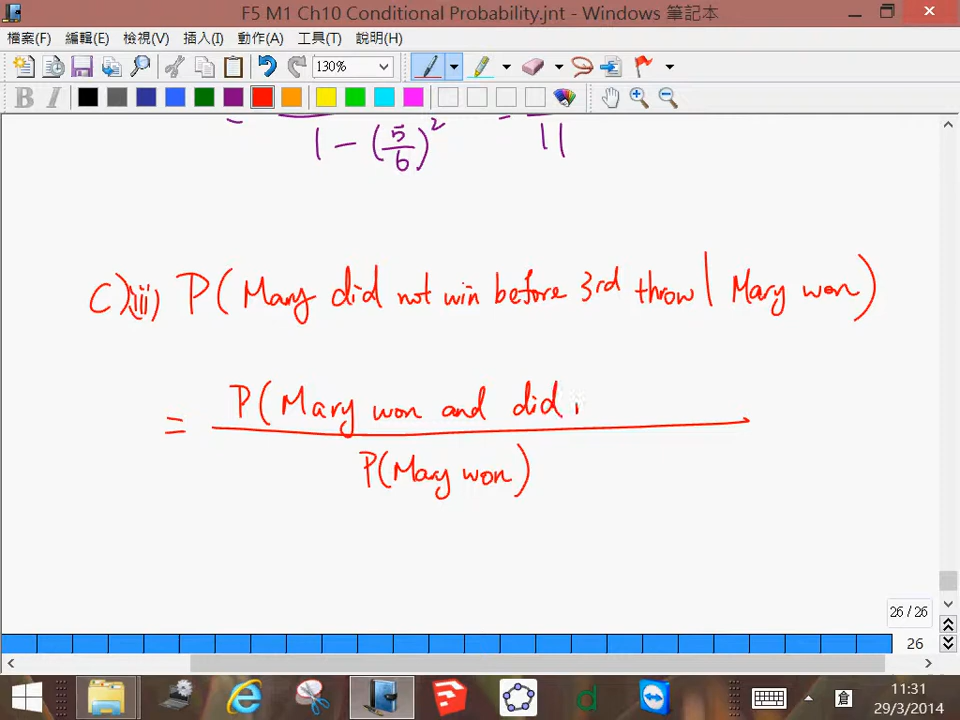 F5 M1 Ch10 Conditional Probability.jnt - Windows 筆記本
檔案(F) 編輯(E) 檢視(V) 插入(I) 動作(A) 工具(T) 說明(H)
130%
B I
= =
1 - (5/6)² 11
C)iii) P(Mary did not win before 3rd throw | Mary won)
= P(Mary won and did
P(Mary won)
26 / 26
26
倉
11:31
29/3/2014